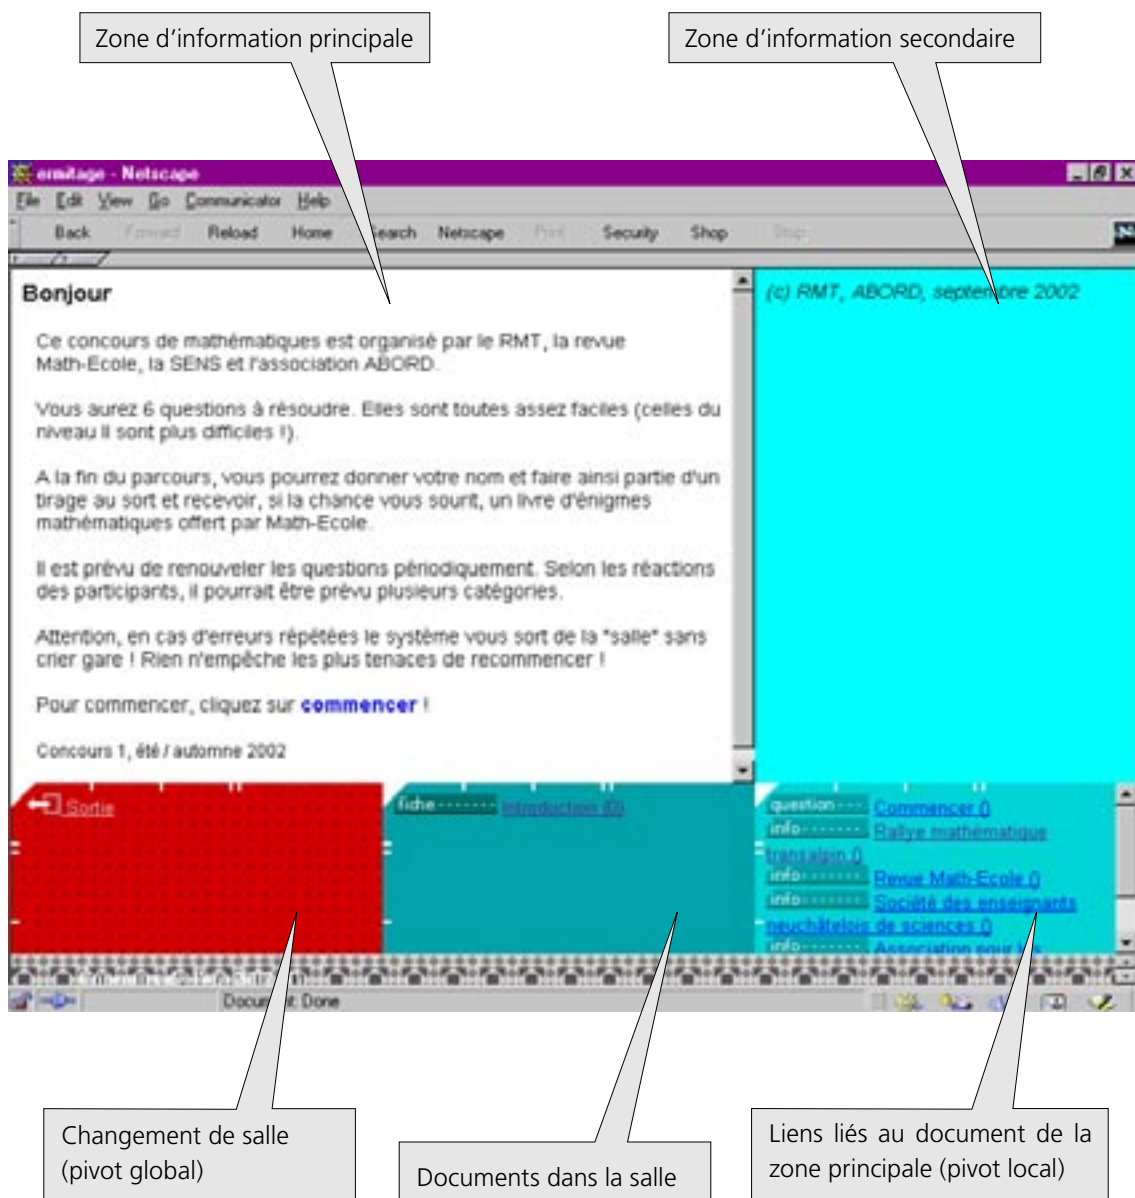 Zone d'information principale
Zone d'information secondaire
ermitage - Netscape
File Edit View Go Communicator Help
Back Forward Reload Home Search Netscape Print Security Shop Stop
Bonjour
(c) RMT, ABORD, septembre 2002
Ce concours de mathématiques est organisé par le RMT, la revue
Math-Ecole, la SENS et l'association ABORD.
Vous aurez 6 questions à résoudre. Elles sont toutes assez faciles (celles du
niveau II sont plus difficiles !).
A la fin du parcours, vous pourrez donner votre nom et faire ainsi partie d'un
tirage au sort et recevoir, si la chance vous sourit, un livre d'énigmes
mathématiques offert par Math-Ecole.
Il est prévu de renouveler les questions périodiquement. Selon les réactions
des participants, il pourrait être prévu plusieurs catégories.
Attention, en cas d'erreurs répétées le système vous sort de la "salle" sans
crier gare ! Rien n'empêche les plus tenaces de recommencer !
Pour commencer, cliquez sur commencer !
Concours 1, été / automne 2002
Sortie
fiche Introduction (D)
question Commencer ()
info Rallye mathématique
transalpin ()
info Revue Math-Ecole ()
info Société des enseignants
neuchâtelois de sciences ()
info Association pour les
Document: Done
Changement de salle
(pivot global)
Documents dans la salle
Liens liés au document de la
zone principale (pivot local)